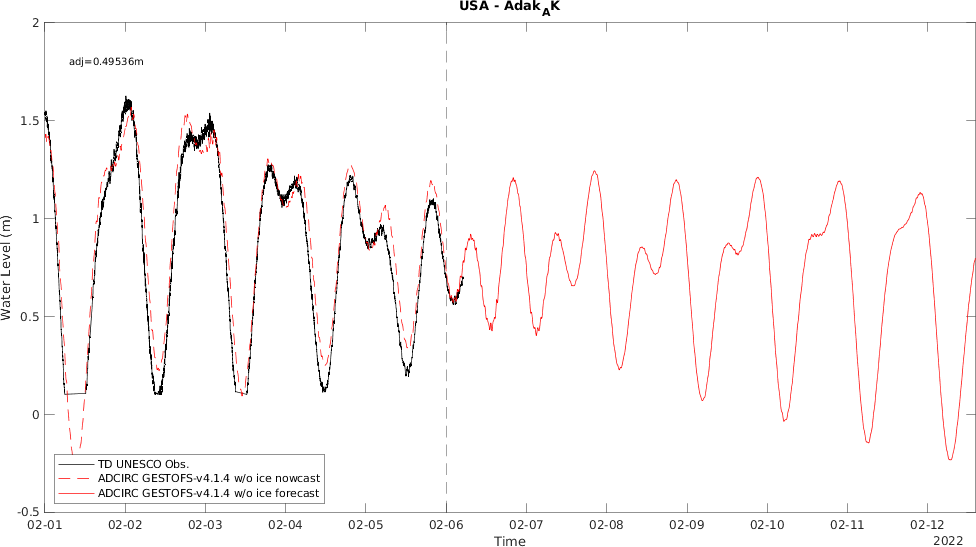 USA - Adak_AK
adj=0.49536m
2
1.5
1
0.5
0
-0.5
Water Level (m)
TD UNESCO Obs.
ADCIRC GESTOFS-v4.1.4 w/o ice nowcast
ADCIRC GESTOFS-v4.1.4 w/o ice forecast
02-01 02-02 02-03 02-04 02-05 02-06 02-07 02-08 02-09 02-10 02-11 02-12
Time
2022